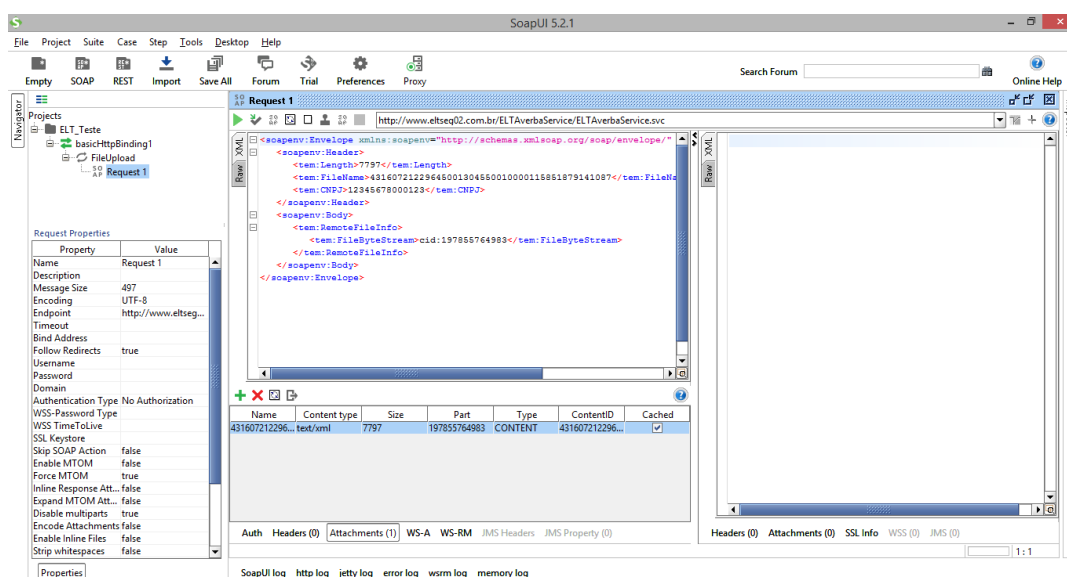 SoapUI 5.2.1
File Project Suite Case Step Tools Desktop Help
Empty SOAP REST Import Save All Forum Trial Preferences Proxy
Search Forum
Online Help
Navigator
Projects
ELT_Teste
basicHttpBinding1
FileUpload
Request 1
Request Properties
Property Value
Name Request 1
Description
Message Size 497
Encoding UTF-8
Endpoint http://www.eltseg...
Timeout
Bind Address
Follow Redirects true
Username
Password
Domain
Authentication Type No Authorization
WSS-Password Type
WSS TimeToLive
SSL Keystore
Skip SOAP Action false
Enable MTOM false
Force MTOM true
Inline Response Att... false
Expand MTOM Att... false
Disable multiparts true
Encode Attachments false
Enable Inline Files false
Strip whitespaces false
Properties
Request 1
http://www.eltseq02.com.br/ELTAverbaService/ELTAverbaService.svc
XML
Raw
<soapenv:Envelope xmlns:soapenv="http://schemas.xmlsoap.org/soap/envelope/"
<soapenv:Header>
<tem:Length>7797</tem:Length>
<tem:FileName>43160721229645001304550010000115851879141087</tem:FileNa
<tem:CNPJ>12345678000123</tem:CNPJ>
</soapenv:Header>
<soapenv:Body>
<tem:RemoteFileInfo>
<tem:FileByteStream>cid:197855764983</tem:FileByteStream>
</tem:RemoteFileInfo>
</soapenv:Body>
</soapenv:Envelope>
Name Content type Size Part Type ContentID Cached
431607212296... text/xml 7797 197855764983 CONTENT 431607212296...
Auth Headers (0) Attachments (1) WS-A WS-RM JMS Headers JMS Property (0)
XML
Raw
Headers (0) Attachments (0) SSL Info WSS (0) JMS (0)
1 : 1
SoapUI log http log jetty log error log wsrm log memory log